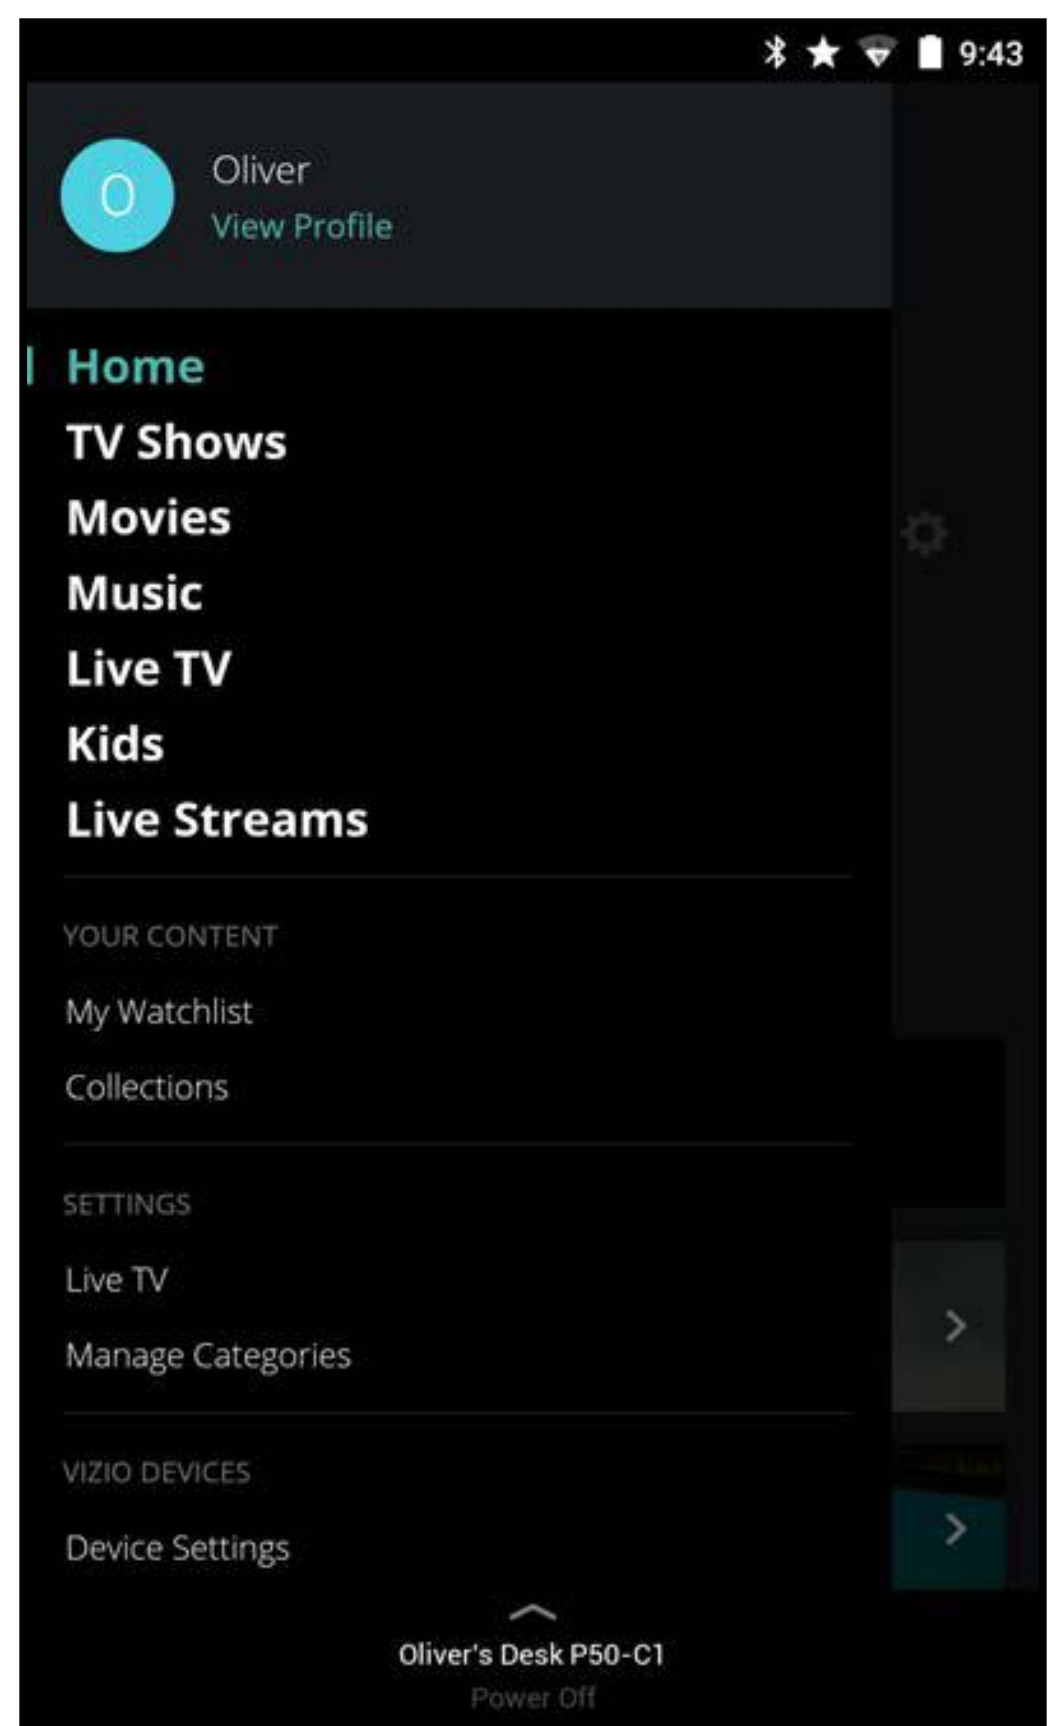 9:43
O
Oliver
View Profile
Home
TV Shows
Movies
Music
Live TV
Kids
Live Streams
YOUR CONTENT
My Watchlist
Collections
SETTINGS
Live TV
Manage Categories
VIZIO DEVICES
Device Settings
Oliver's Desk P50-C1
Power Off